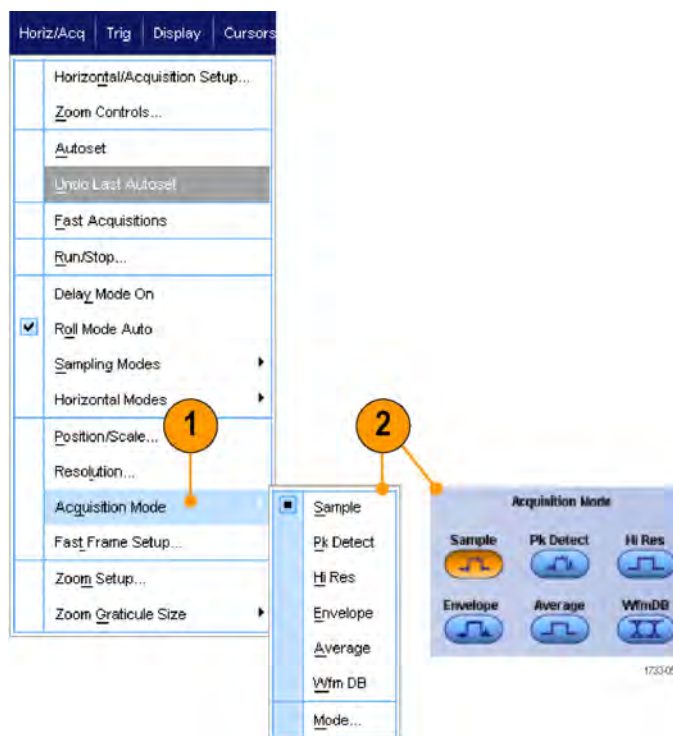 Horiz/Acq Trig Display Cursors
Horizontal/Acquisition Setup...
Zoom Controls...
Autoset
Undo Last Autoset
Fast Acquisitions
Run/Stop...
Delay Mode On
Roll Mode Auto
Sampling Modes
Horizontal Modes
1
Position/Scale...
Resolution...
Acquisition Mode
Fast Frame Setup...
Zoom Setup...
Zoom Graticule Size
2
Sample
Pk Detect
Hi Res
Envelope
Average
Wfm DB
Mode...
Acquisition Mode
Sample Pk Detect Hi Res
Envelope Average WfmDB